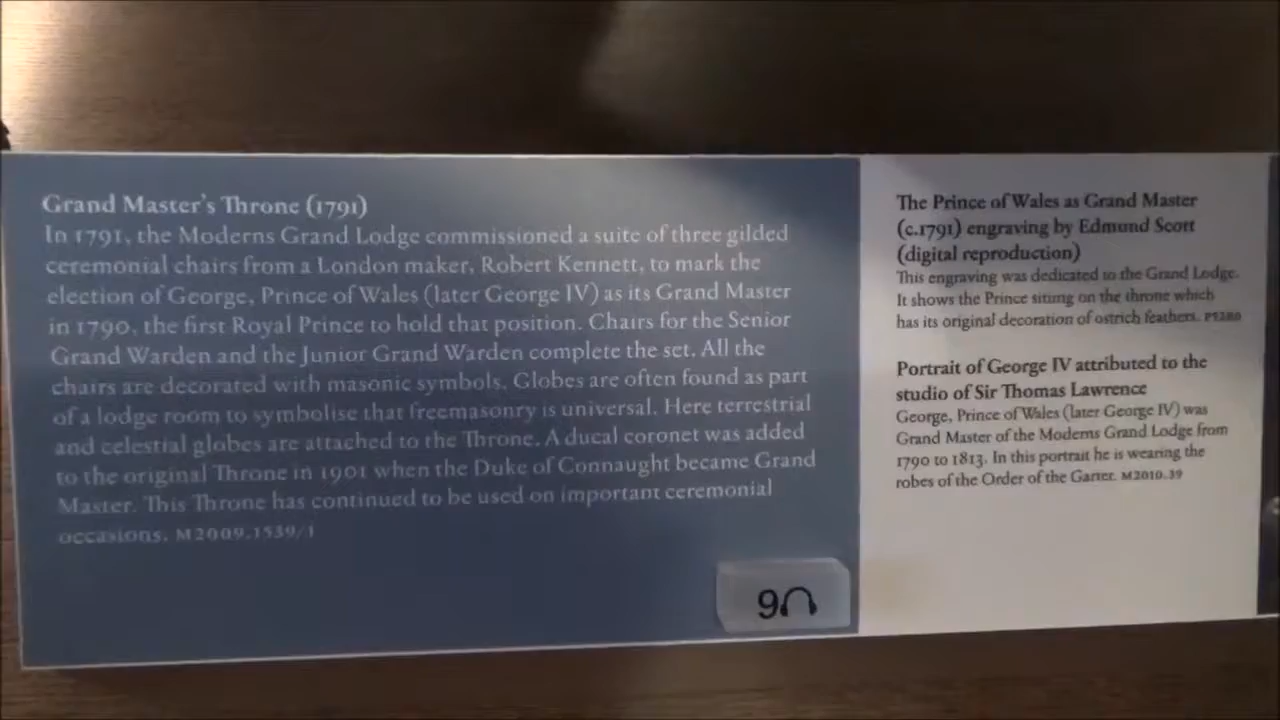 Grand Master's Throne (1791)
In 1791, the Moderns Grand Lodge commissioned a suite of three gilded
ceremonial chairs from a London maker, Robert Kennett, to mark the
election of George, Prince of Wales (later George IV) as its Grand Master
in 1790, the first Royal Prince to hold that position. Chairs for the Senior
Grand Warden and the Junior Grand Warden complete the set. All the
chairs are decorated with masonic symbols. Globes are often found as part
of a lodge room to symbolise that freemasonry is universal. Here terrestrial
and celestial globes are attached to the Throne. A ducal coronet was added
to the original Throne in 1901 when the Duke of Connaught became Grand
Master. This Throne has continued to be used on important ceremonial
occasions. M2009.1539/1
9
The Prince of Wales as Grand Master
(c.1791) engraving by Edmund Scott
(digital reproduction)
This engraving was dedicated to the Grand Lodge.
It shows the Prince sitting on the throne which
has its original decoration of ostrich feathers.
Portrait of George IV attributed to the
studio of Sir Thomas Lawrence
George, Prince of Wales (later George IV) was
Grand Master of the Moderns Grand Lodge from
1790 to 1813. In this portrait he is wearing the
robes of the Order of the Garter. M2010.39